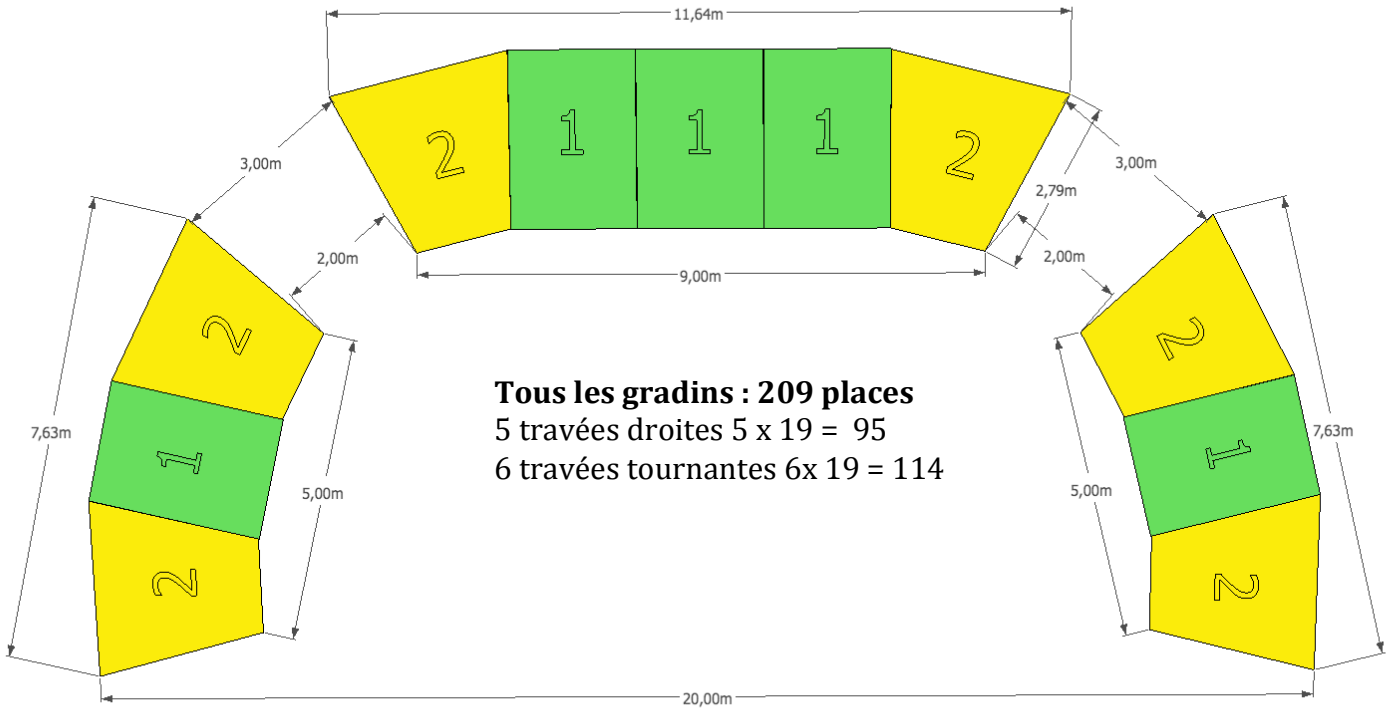 11,64m
2
1
1
1
2
3,00m
3,00m
2,79m
2,00m
2,00m
9,00m
2
2
Tous les gradins : 209 places
5 travées droites 5 x 19 =  95
6 travées tournantes 6x 19 = 114
7,63m
7,63m
1
1
5,00m
5,00m
2
2
20,00m